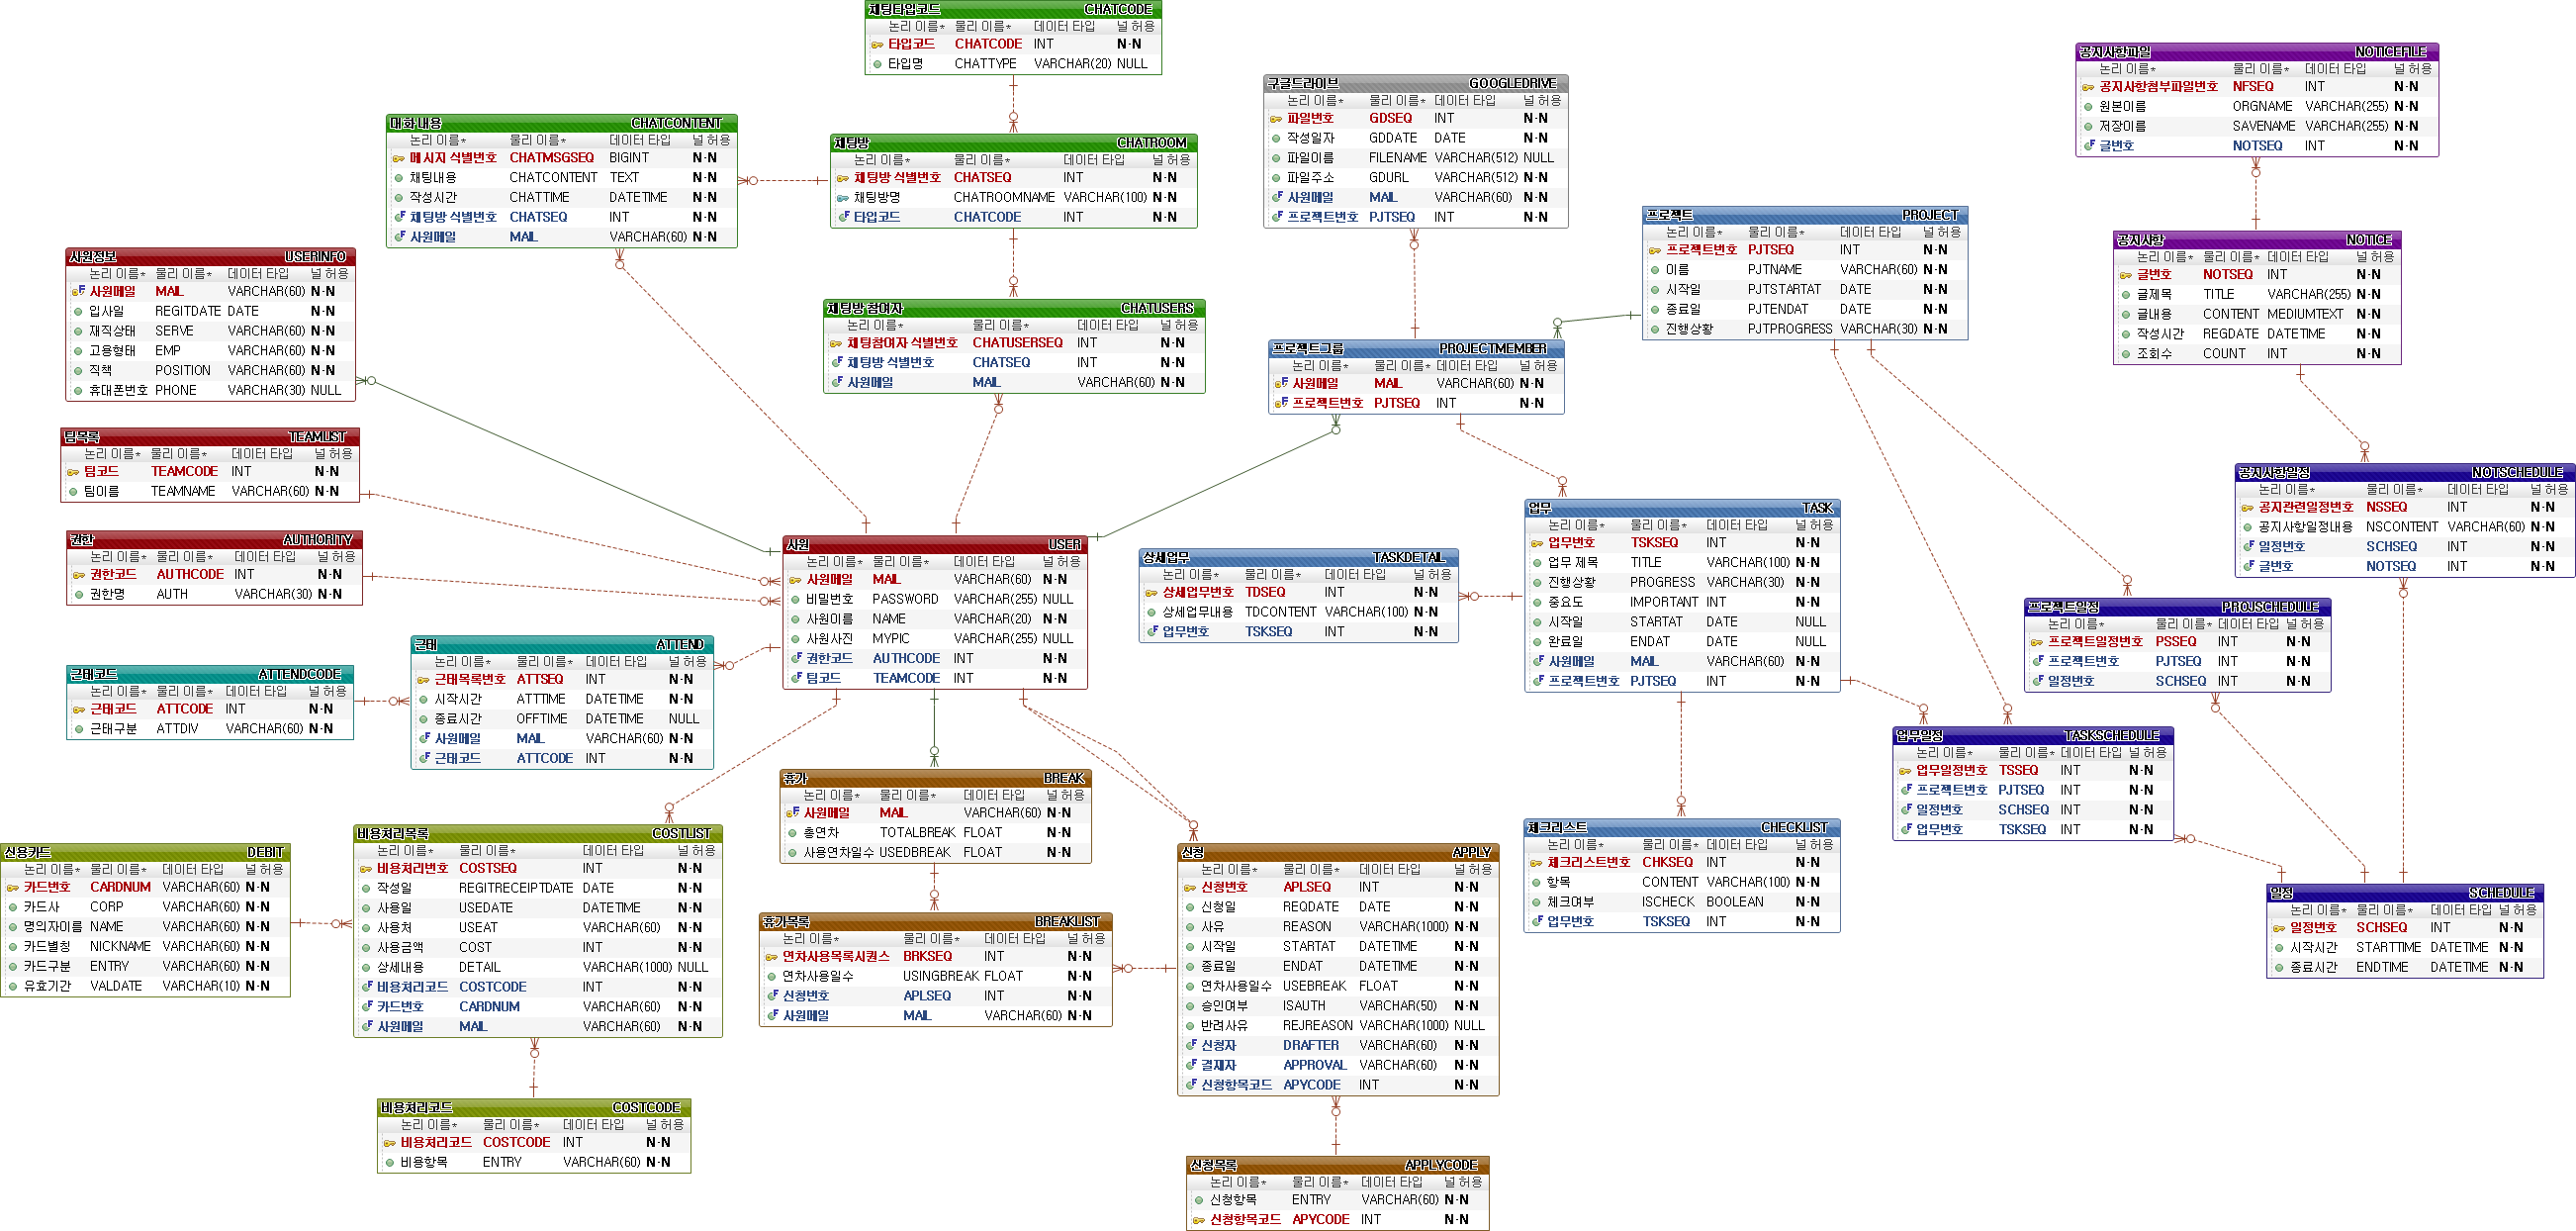 채팅타입코드 CHATCODE
논리 이름* 물리 이름* 데이터 타입 널 허용
타입코드 CHATCODE INT N-N
타입명 CHATTYPE VARCHAR(20) NULL
대화 내용 CHATCONTENT
논리 이름* 물리 이름* 데이터 타입 널 허용
메시지 식별번호 CHATMSGSEQ BIGINT N-N
채팅내용 CHATCONTENT TEXT N-N
작성시간 CHATTIME DATETIME N-N
채팅방 식별번호 CHATSEQ INT N-N
사원메일 MAIL VARCHAR(60) N-N
채팅방 CHATROOM
논리 이름* 물리 이름* 데이터 타입 널 허용
채팅방 식별번호 CHATSEQ INT N-N
채팅방명 CHATROOMNAME VARCHAR(100) N-N
타입코드 CHATCODE INT N-N
채팅방 참여자 CHATUSERS
논리 이름* 물리 이름* 데이터 타입 널 허용
채팅참여자 식별번호 CHATUSERSEQ INT N-N
채팅방 식별번호 CHATSEQ INT N-N
사원메일 MAIL VARCHAR(60) N-N
구글드라이브 GOOGLEDRIVE
논리 이름* 물리 이름* 데이터 타입 널 허용
파일번호 GDSEQ INT N-N
작성일자 GDDATE DATE N-N
파일이름 FILENAME VARCHAR(512) NULL
파일주소 GDURL VARCHAR(512) N-N
사원메일 MAIL VARCHAR(60) N-N
프로젝트번호 PJTSEQ INT N-N
프로젝트 PROJECT
논리 이름* 물리 이름* 데이터 타입 널 허용
프로젝트번호 PJTSEQ INT N-N
이름 PJTNAME VARCHAR(60) N-N
시작일 PJTSTARTAT DATE N-N
종료일 PJTENDAT DATE N-N
진행상황 PJTPROGRESS VARCHAR(30) N-N
공지사항파일 NOTICEFILE
논리 이름* 물리 이름* 데이터 타입 널 허용
공지사항첨부파일번호 NFSEQ INT N-N
원본이름 ORGNAME VARCHAR(255) N-N
저장이름 SAVENAME VARCHAR(255) N-N
글번호 NOTSEQ INT N-N
공지사항 NOTICE
논리 이름* 물리 이름* 데이터 타입 널 허용
글번호 NOTSEQ INT N-N
글제목 TITLE VARCHAR(255) N-N
글내용 CONTENT MEDIUMTEXT N-N
작성시간 REGDATE DATETIME N-N
조회수 COUNT INT N-N
사원정보 USERINFO
논리 이름* 물리 이름* 데이터 타입 널 허용
사원메일 MAIL VARCHAR(60) N-N
입사일 REGITDATE DATE N-N
재직상태 SERVE VARCHAR(60) N-N
고용형태 EMP VARCHAR(60) N-N
직책 POSITION VARCHAR(60) N-N
휴대폰번호 PHONE VARCHAR(30) NULL
팀목록 TEAMLIST
논리 이름* 물리 이름* 데이터 타입 널 허용
팀코드 TEAMCODE INT N-N
팀이름 TEAMNAME VARCHAR(60) N-N
권한 AUTHORITY
논리 이름* 물리 이름* 데이터 타입 널 허용
권한코드 AUTHCODE INT N-N
권한명 AUTH VARCHAR(30) N-N
프로젝트그룹 PROJECTMEMBER
논리 이름* 물리 이름* 데이터 타입 널 허용
사원메일 MAIL VARCHAR(60) N-N
프로젝트번호 PJTSEQ INT N-N
사원 USER
논리 이름* 물리 이름* 데이터 타입 널 허용
사원메일 MAIL VARCHAR(60) N-N
비밀번호 PASSWORD VARCHAR(255) NULL
사원이름 NAME VARCHAR(20) N-N
사원사진 MYPIC VARCHAR(255) NULL
권한코드 AUTHCODE INT N-N
팀코드 TEAMCODE INT N-N
상세업무 TASKDETAIL
논리 이름* 물리 이름* 데이터 타입 널 허용
상세업무번호 TDSEQ INT N-N
상세업무내용 TDCONTENT VARCHAR(100) N-N
업무번호 TSKSEQ INT N-N
업무 TASK
논리 이름* 물리 이름* 데이터 타입 널 허용
업무번호 TSKSEQ INT N-N
업무 제목 TITLE VARCHAR(100) N-N
진행상황 PROGRESS VARCHAR(30) N-N
중요도 IMPORTANT INT N-N
시작일 STARTAT DATE NULL
완료일 ENDAT DATE NULL
사원메일 MAIL VARCHAR(60) N-N
프로젝트번호 PJTSEQ INT N-N
공지사항일정 NOTSCHEDULE
논리 이름* 물리 이름* 데이터 타입 널 허용
공지관련일정번호 NSSEQ INT N-N
공지사항일정내용 NSCONTENT VARCHAR(60) N-N
일정번호 SCHSEQ INT N-N
글번호 NOTSEQ INT N-N
프로젝트일정 PROJSCHEDULE
논리 이름* 물리 이름* 데이터 타입 널 허용
프로젝트일정번호 PSSEQ INT N-N
프로젝트번호 PJTSEQ INT N-N
일정번호 SCHSEQ INT N-N
근태코드 ATTENDCODE
논리 이름* 물리 이름* 데이터 타입 널 허용
근태코드 ATTCODE INT N-N
근태구분 ATTDIV VARCHAR(60) N-N
근태 ATTEND
논리 이름* 물리 이름* 데이터 타입 널 허용
근태목록번호 ATTSEQ INT N-N
시작시간 ATTTIME DATETIME N-N
종료시간 OFFTIME DATETIME NULL
사원메일 MAIL VARCHAR(60) N-N
근태코드 ATTCODE INT N-N
업무일정 TASKSCHEDULE
논리 이름* 물리 이름* 데이터 타입 널 허용
업무일정번호 TSSEQ INT N-N
프로젝트번호 PJTSEQ INT N-N
일정번호 SCHSEQ INT N-N
업무번호 TSKSEQ INT N-N
휴가 BREAK
논리 이름* 물리 이름* 데이터 타입 널 허용
사원메일 MAIL VARCHAR(60) N-N
총연차 TOTALBREAK FLOAT N-N
사용연차일수 USEDBREAK FLOAT N-N
신용카드 DEBIT
논리 이름* 물리 이름* 데이터 타입 널 허용
카드번호 CARDNUM VARCHAR(60) N-N
카드사 CORP VARCHAR(60) N-N
명의자이름 NAME VARCHAR(60) N-N
카드별칭 NICKNAME VARCHAR(60) N-N
카드구분 ENTRY VARCHAR(60) N-N
유효기간 VALDATE VARCHAR(10) N-N
비용처리목록 COSTLIST
논리 이름* 물리 이름* 데이터 타입 널 허용
비용처리번호 COSTSEQ INT N-N
작성일 REGITRECEIPTDATE DATE N-N
사용일 USEDATE DATETIME N-N
사용처 USEAT VARCHAR(60) N-N
사용금액 COST INT N-N
상세내용 DETAIL VARCHAR(1000) NULL
비용처리코드 COSTCODE INT N-N
카드번호 CARDNUM VARCHAR(60) N-N
사원메일 MAIL VARCHAR(60) N-N
휴가목록 BREAKLIST
논리 이름* 물리 이름* 데이터 타입 널 허용
연차사용목록시퀀스 BRKSEQ INT N-N
연차사용일수 USINGBREAK FLOAT N-N
신청번호 APLSEQ INT N-N
사원메일 MAIL VARCHAR(60) N-N
신청 APPLY
논리 이름* 물리 이름* 데이터 타입 널 허용
신청번호 APLSEQ INT N-N
신청일 REQDATE DATE N-N
사유 REASON VARCHAR(1000) N-N
시작일 STARTAT DATETIME N-N
종료일 ENDAT DATETIME N-N
연차사용일수 USEBREAK FLOAT N-N
승인여부 ISAUTH VARCHAR(50) N-N
반려사유 REJREASON VARCHAR(1000) NULL
신청자 DRAFTER VARCHAR(60) N-N
결재자 APPROVAL VARCHAR(60) N-N
신청항목코드 APYCODE INT N-N
체크리스트 CHECKLIST
논리 이름* 물리 이름* 데이터 타입 널 허용
체크리스트번호 CHKSEQ INT N-N
항목 CONTENT VARCHAR(100) N-N
체크여부 ISCHECK BOOLEAN N-N
업무번호 TSKSEQ INT N-N
일정 SCHEDULE
논리 이름* 물리 이름* 데이터 타입 널 허용
일정번호 SCHSEQ INT N-N
시작시간 STARTTIME DATETIME N-N
종료시간 ENDTIME DATETIME N-N
비용처리코드 COSTCODE
논리 이름* 물리 이름* 데이터 타입 널 허용
비용처리코드 COSTCODE INT N-N
비용항목 ENTRY VARCHAR(60) N-N
신청목록 APPLYCODE
논리 이름* 물리 이름* 데이터 타입 널 허용
신청항목 ENTRY VARCHAR(60) N-N
신청항목코드 APYCODE INT N-N